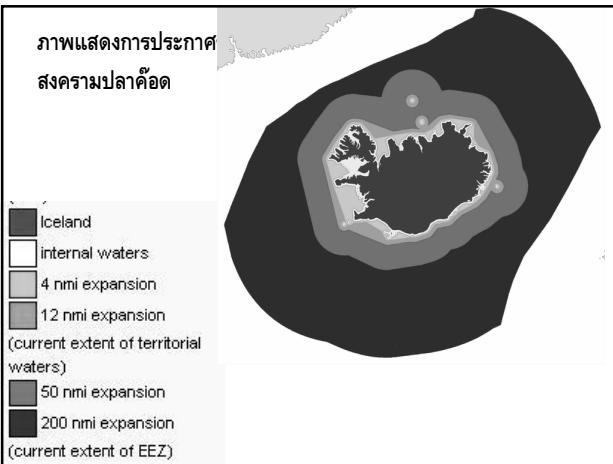 ภาพแสดงการประกาศ
สงครามปลาค๊อด
Iceland
internal waters
4 nmi expansion
12 nmi expansion
(current extent of territorial
waters)
50 nmi expansion
200 nmi expansion
(current extent of EEZ)